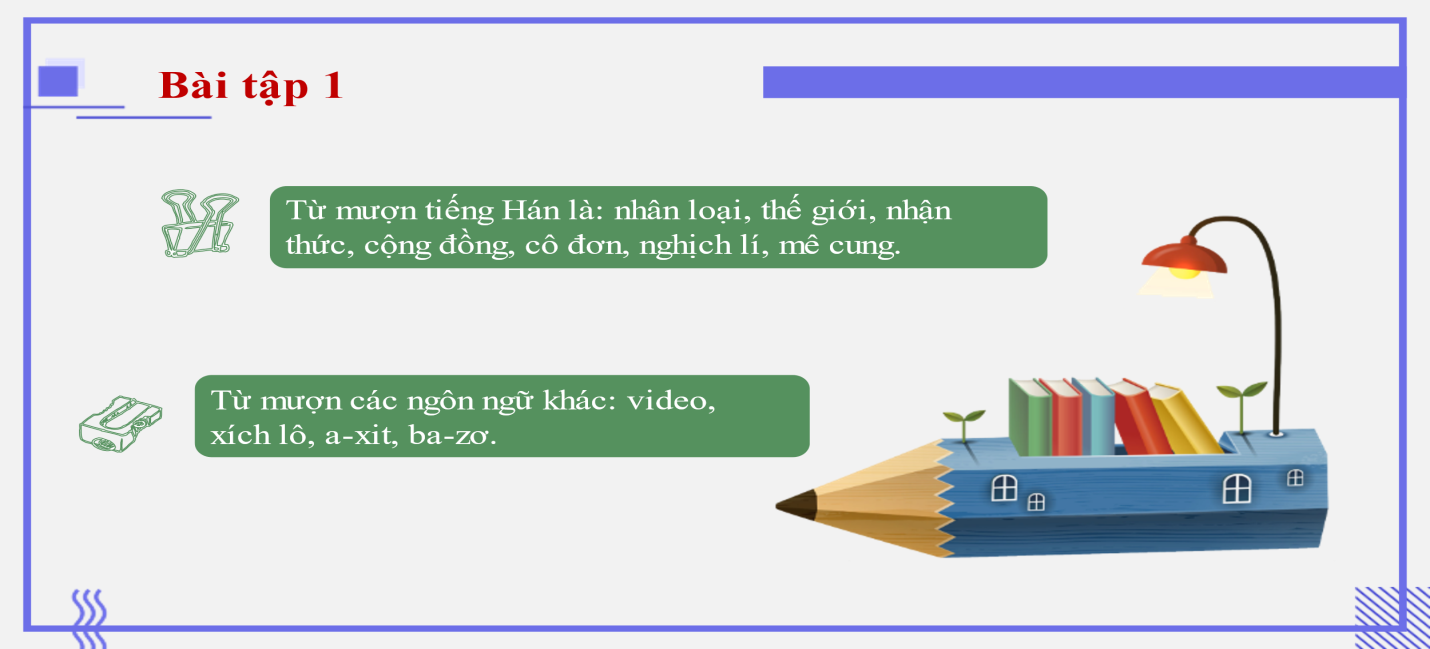 Bài tập 1
Từ mượn tiếng Hán là: nhân loại, thế giới, nhận
thức, cộng đồng, cô đơn, nghịch lí, mê cung.
Từ mượn các ngôn ngữ khác: video,
xích lô, a-xit, ba-zơ.